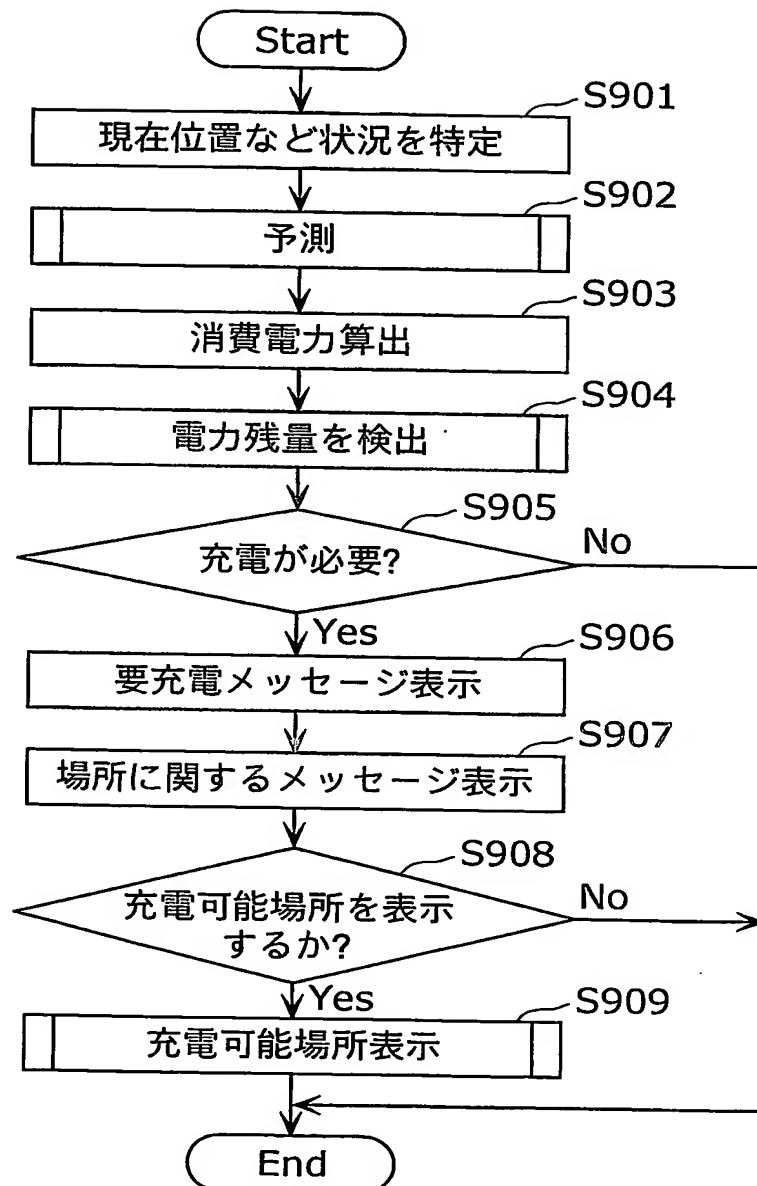 Start
S901
現在位置など状況を特定
S902
予測
S903
消費電力算出
S904
電力残量を検出
S905
充電が必要?
No
Yes
S906
要充電メッセージ表示
S907
場所に関するメッセージ表示
S908
充電可能場所を表示
するか?
No
Yes
S909
充電可能場所表示
End